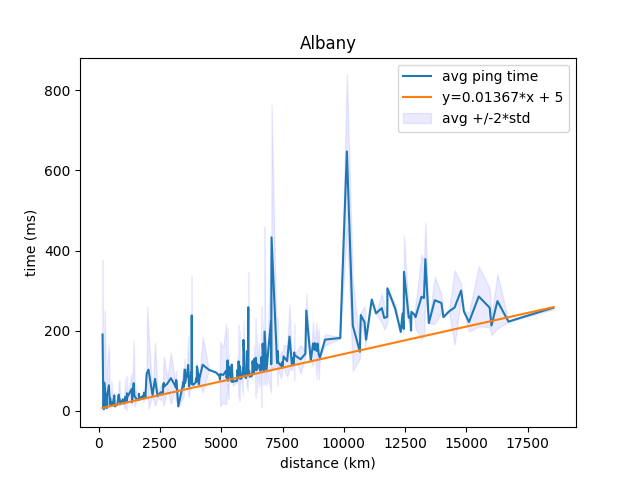 Albany
avg ping time
y=0.01367*x + 5
avg +/-2*std
800
600
400
200
0
time (ms)
0 2500 5000 7500 10000 12500 15000 17500
distance (km)